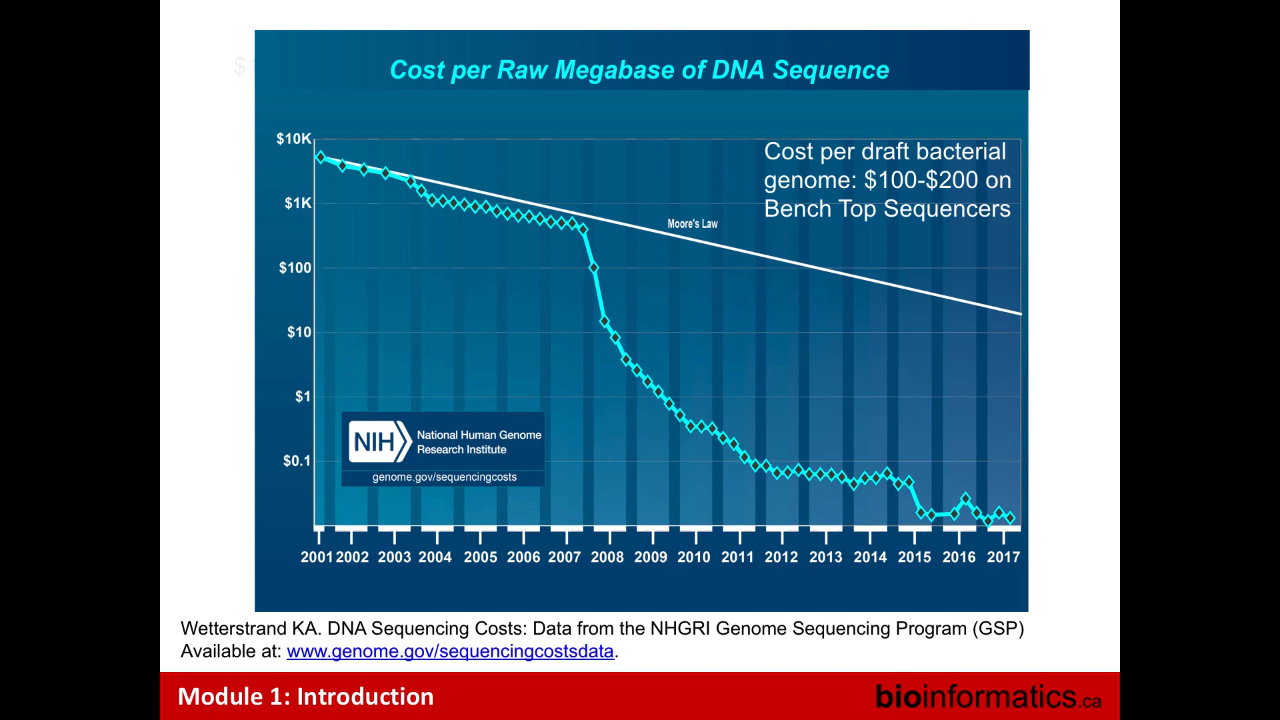 Cost per Raw Megabase of DNA Sequence
$10K
Cost per draft bacterial
genome: $100-$200 on
Bench Top Sequencers
$1K
Moore's Law
$100
$10
$1
NIH
National Human Genome
Research Institute
$0.1
genome.gov/sequencingcosts
2001 2002 2003 2004 2005 2006 2007 2008 2009 2010 2011 2012 2013 2014 2015 2016 2017
Wetterstrand KA. DNA Sequencing Costs: Data from the NHGRI Genome Sequencing Program (GSP)
Available at: www.genome.gov/sequencingcostsdata.
Module 1: Introduction
bioinformatics.ca